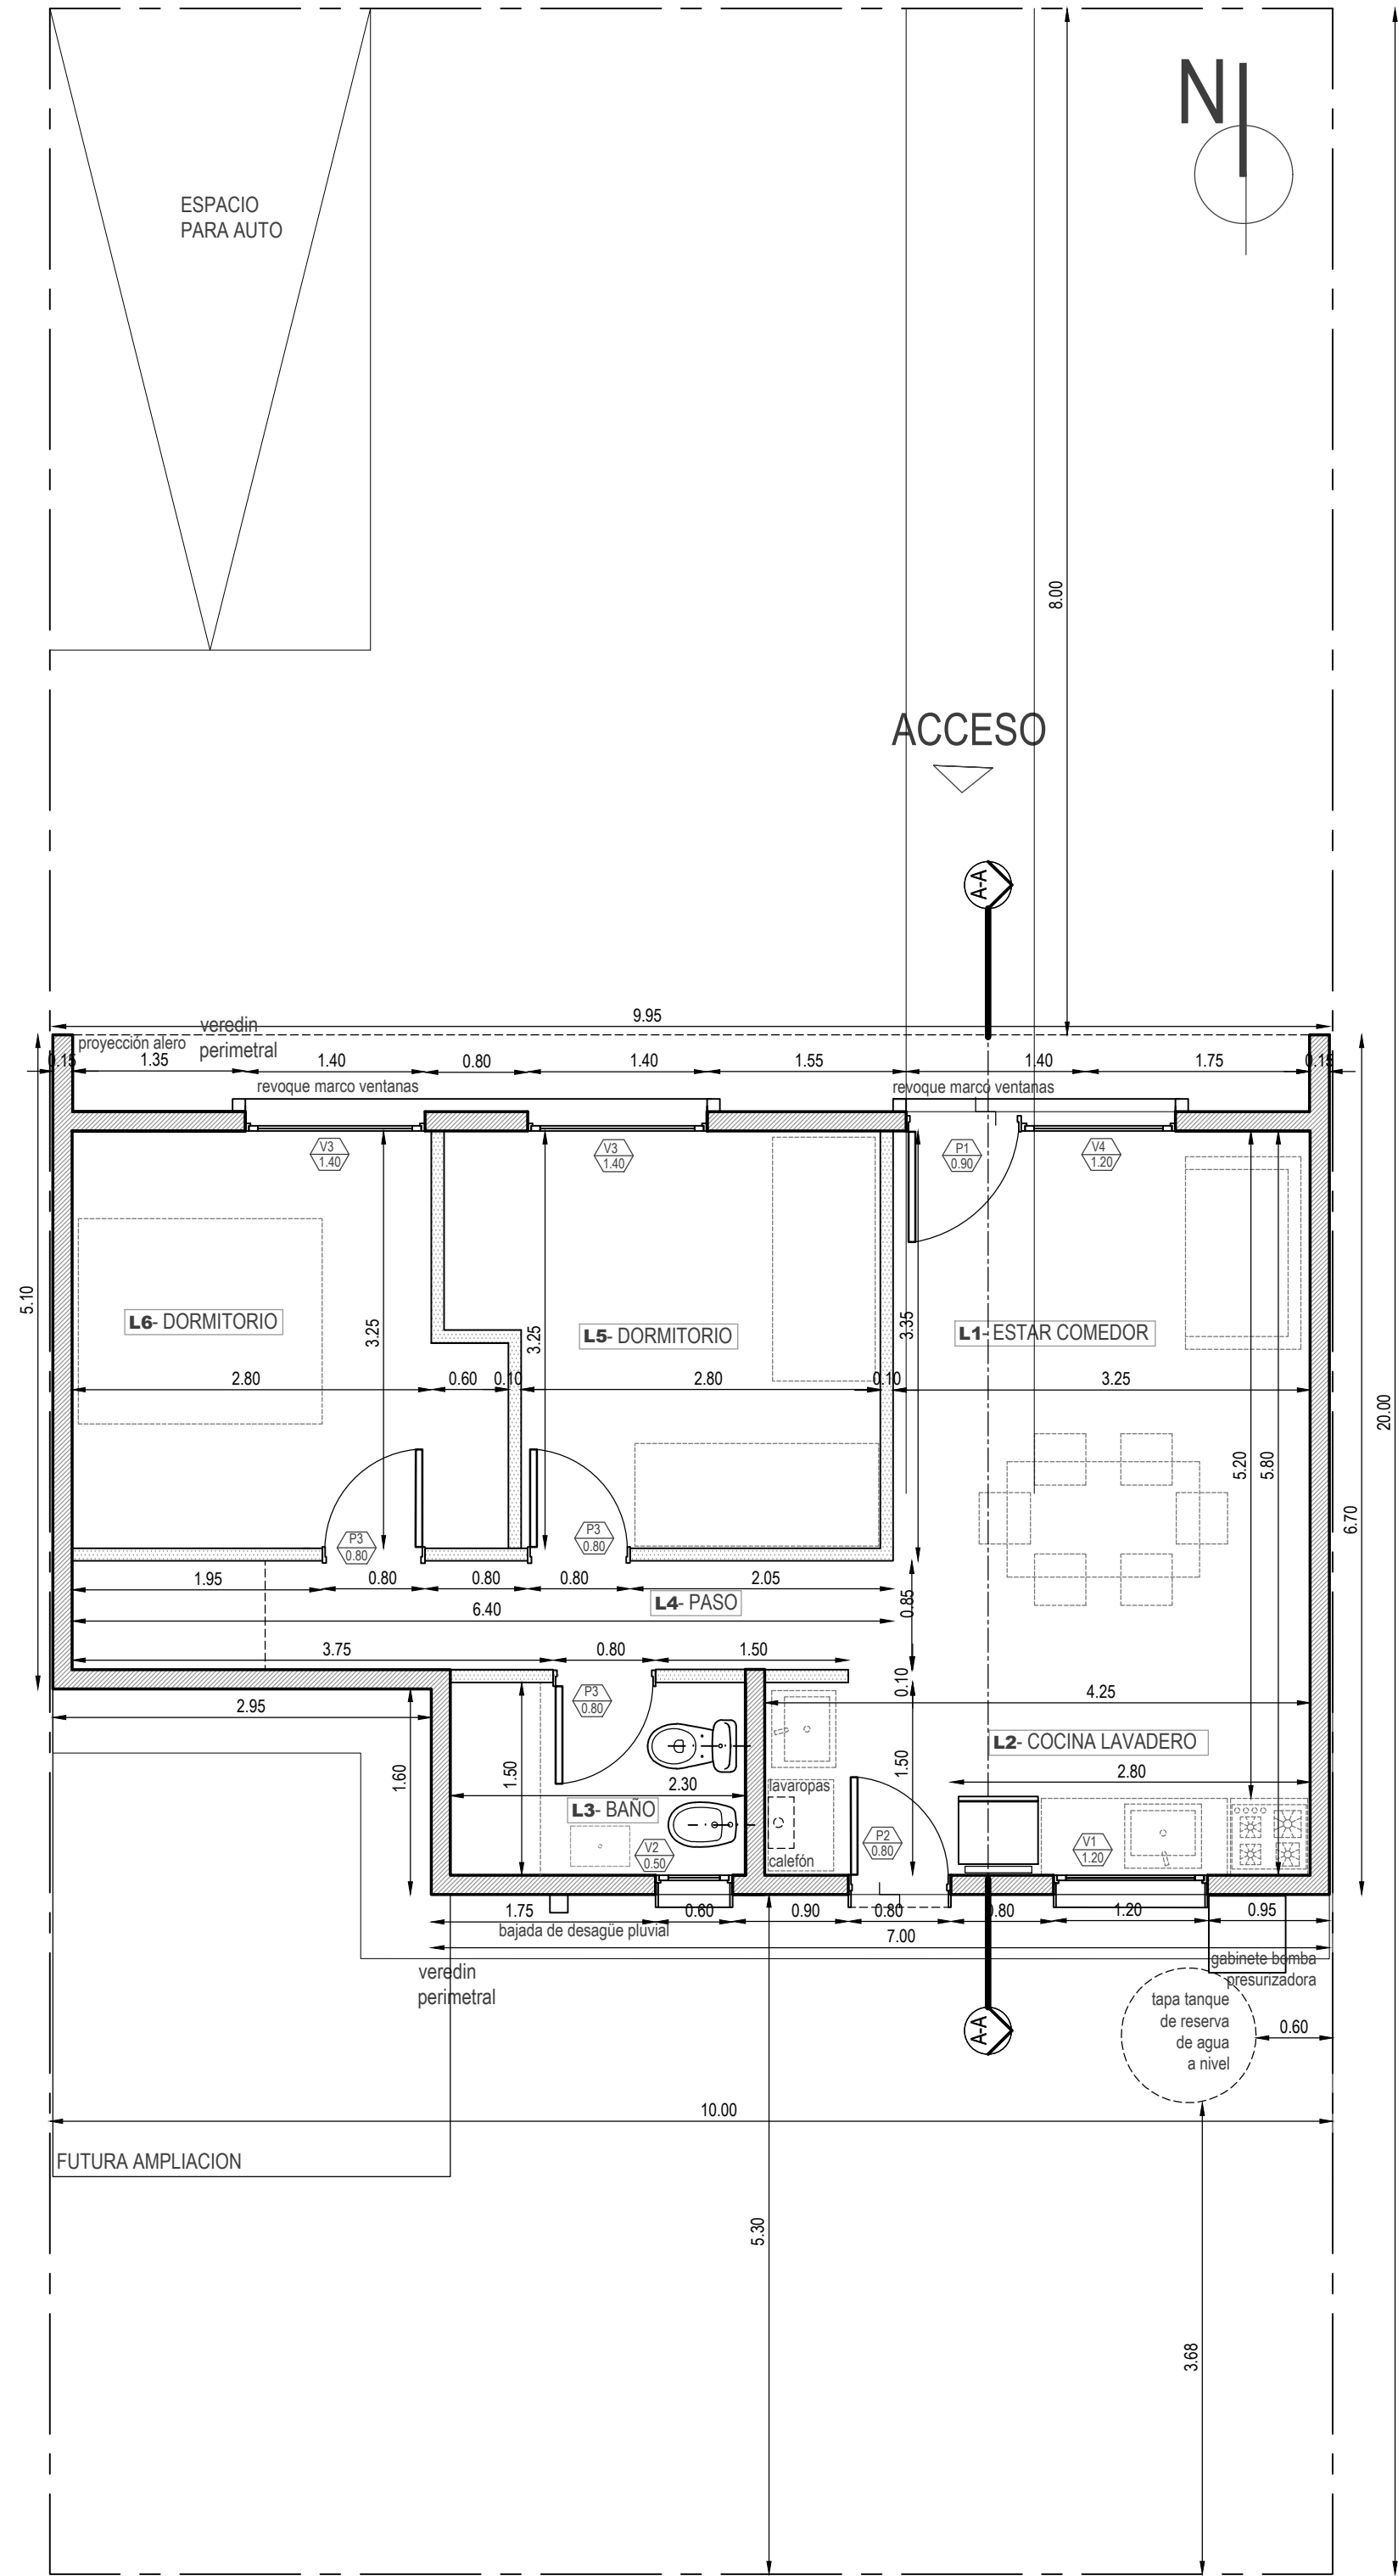 N
ESPACIO
PARA AUTO
8.00
ACCESO
A-A
9.95
veredin
perimetral
proyección alero
0.15
1.35
1.40
0.80
1.40
1.55
1.40
1.75
0.15
revoque marco ventanas
revoque marco ventanas
V3
1.40
V3
1.40
P1
0.90
V4
1.20
5.10
L6- DORMITORIO
3.25
L5- DORMITORIO
3.25
3.35
L1- ESTAR COMEDOR
2.80
0.60
0.10
2.80
0.10
3.25
20.00
5.20
5.80
6.70
P3
0.80
P3
0.80
1.95
0.80
0.80
0.80
2.05
L4- PASO
0.85
6.40
3.75
0.80
1.50
0.10
2.95
P3
0.80
4.25
L2- COCINA LAVADERO
1.60
1.50
2.30
lavaropas
1.50
2.80
L3- BAÑO
V2
0.50
calefón
P2
0.80
V1
1.20
1.75
0.60
0.90
0.80
0.80
1.20
0.95
bajada de desagüe pluvial
7.00
gabinete bomba
presurizadora
veredin
perimetral
tapa tanque
de reserva
de agua
a nivel
A-A
0.60
10.00
FUTURA AMPLIACION
5.30
3.68